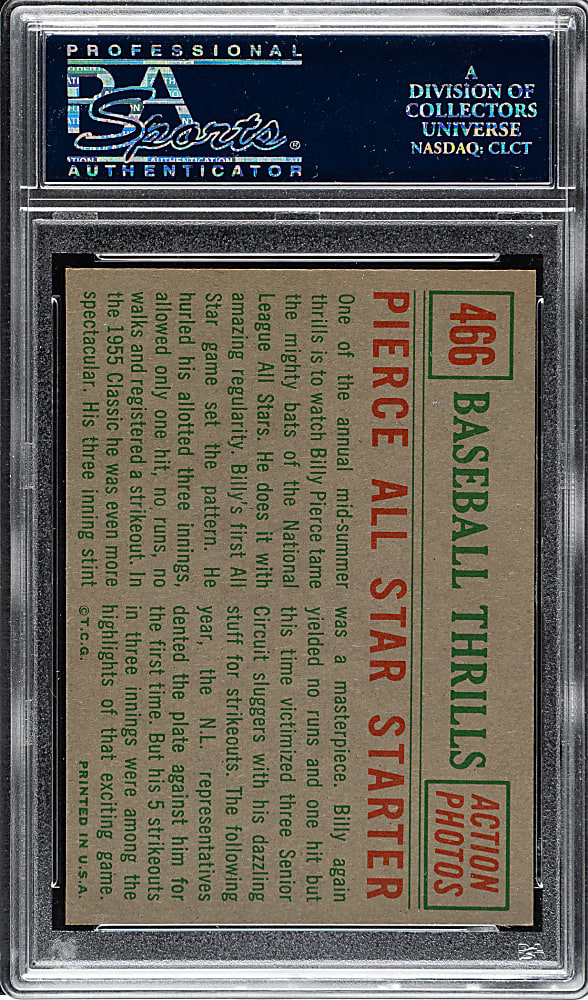 PROFESSIONAL
PSA
Sports®
AUTHENTICATOR
A
DIVISION OF
COLLECTORS
UNIVERSE
NASDAQ: CLCT
466
BASEBALL THRILLS
ACTION
PHOTOS
PIERCE ALL STAR STARTER
One of the annual mid-summer
thrills is to watch Billy Pierce tame
the mighty bats of the National
League All Stars. He does it with
amazing regularity. Billy's first All
Star game set the pattern. He
hurled his allotted three innings,
allowed only one hit, no runs, no
walks and registered a strikeout. In
the 1955 Classic he was even more
spectacular. His three inning stint
was a masterpiece. Billy again
yielded no runs and one hit but
this time victimized three Senior
Circuit sluggers with his dazzling
stuff for strikeouts. The following
year, the N.L. representatives
dented the plate against him for
the first time. But his 5 strikeouts
in three innings were among the
highlights of that exciting game.
©T.C.G.
PRINTED IN U.S.A.